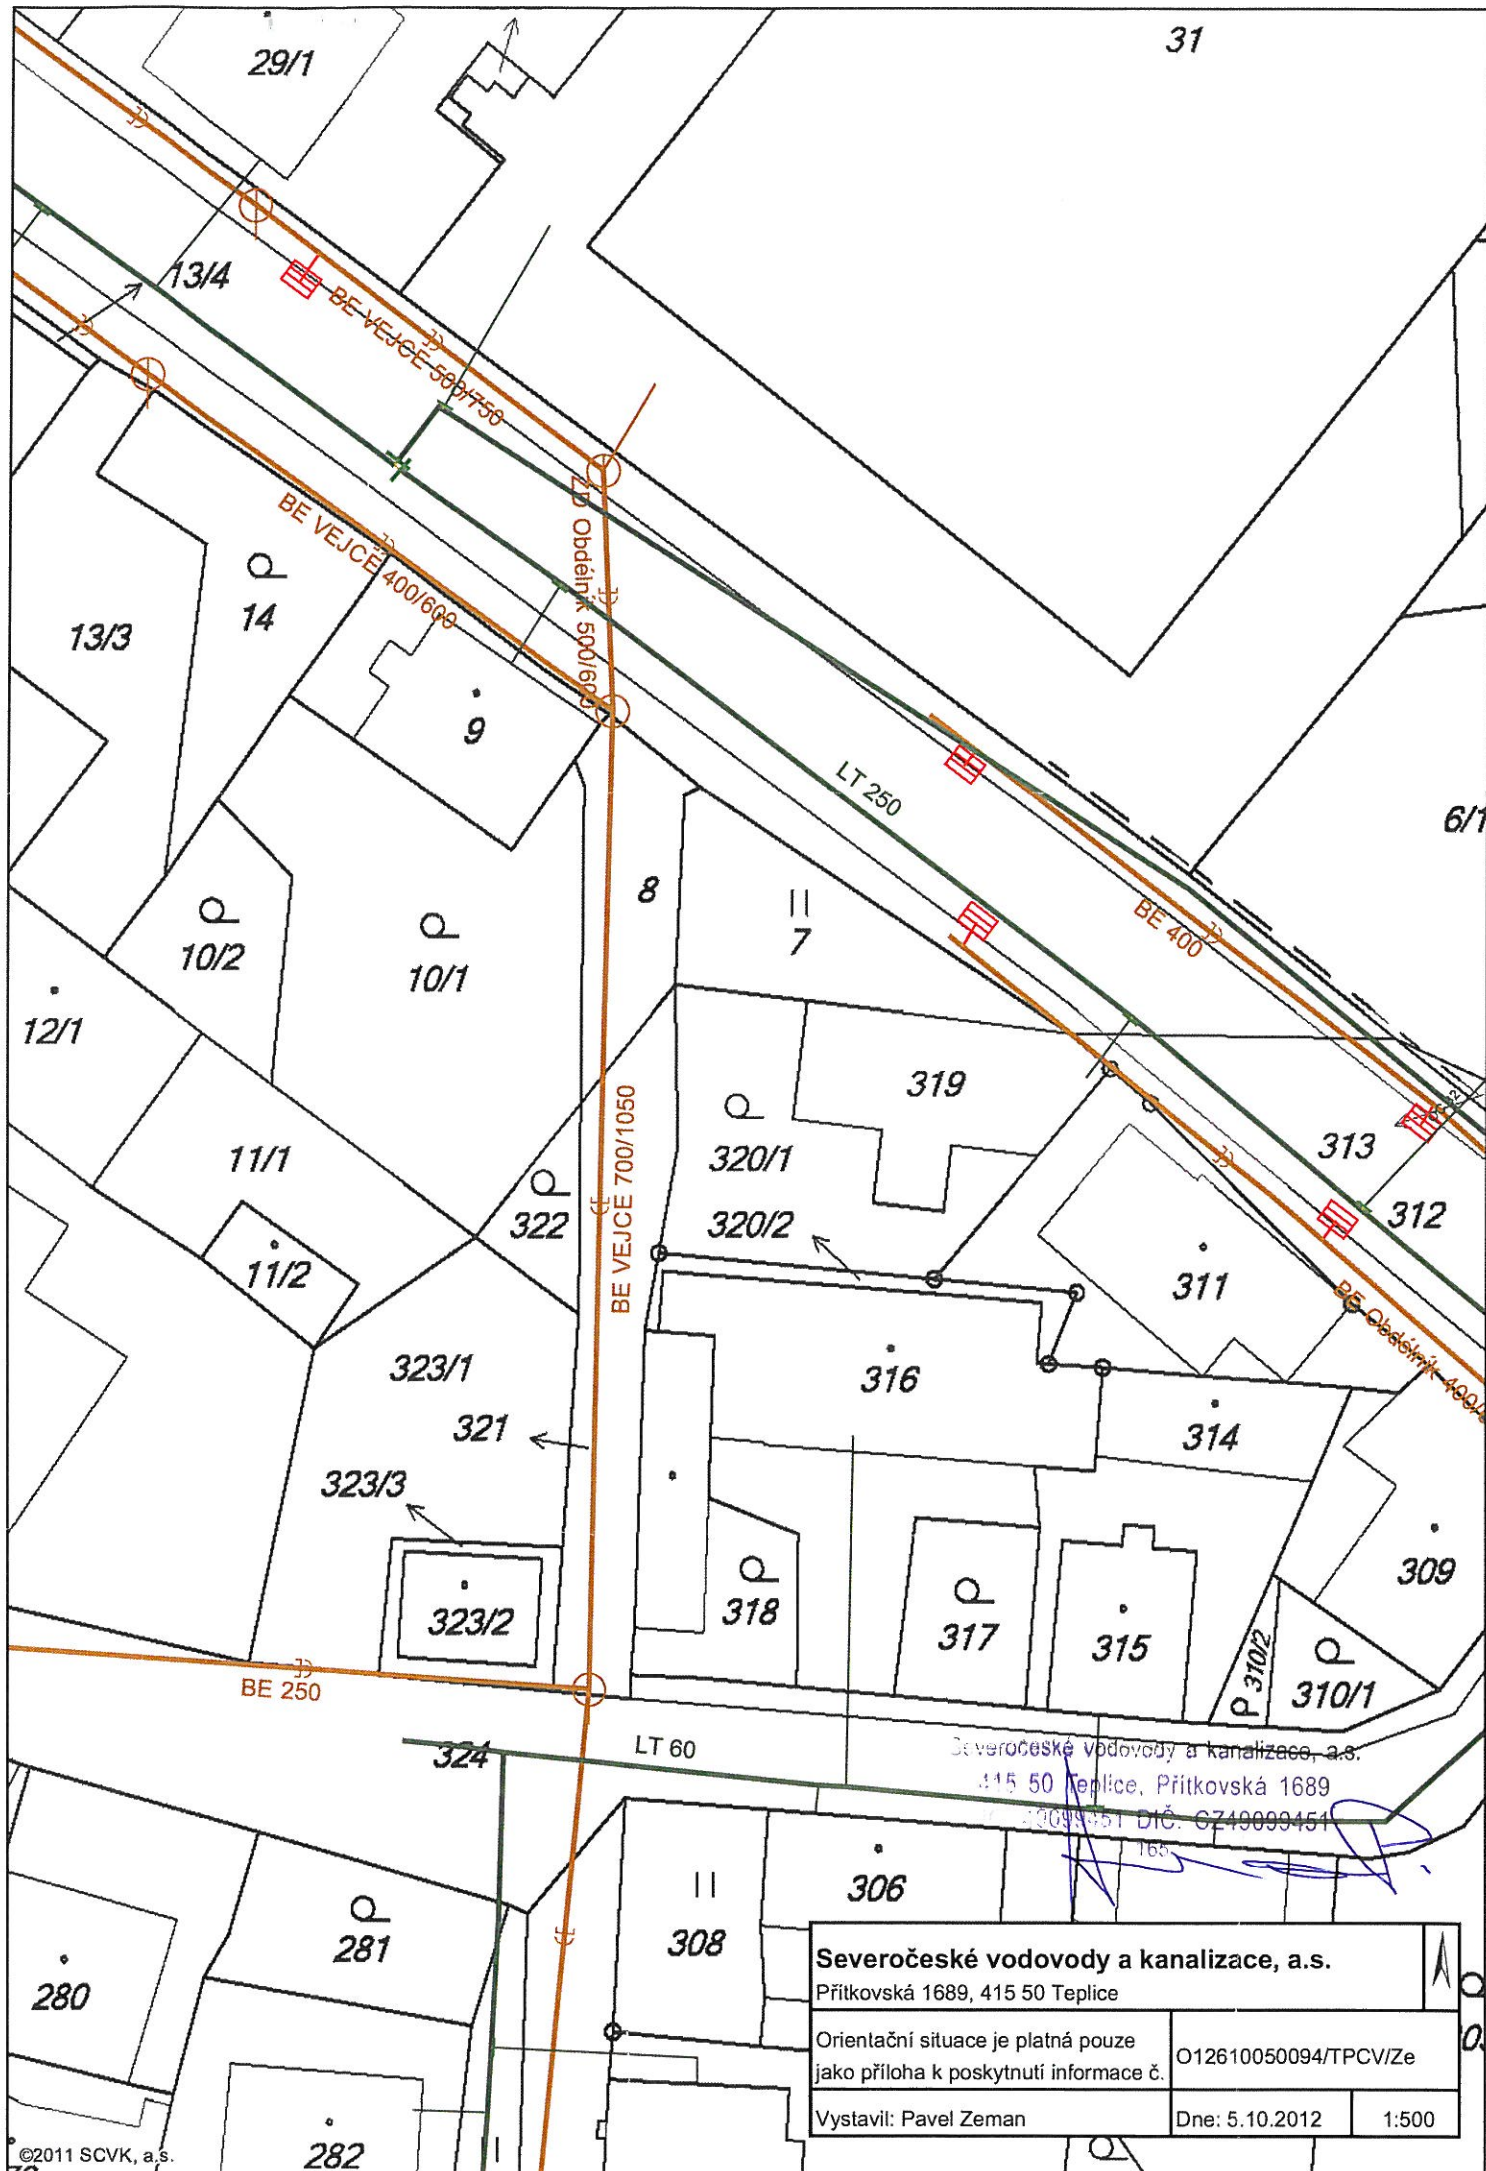 31
29/1
13/4
BE VEJCE 500/750
BE VEJCE 400/600
ZD Obdélník 500/600
14
13/3
9
LT 250
6/1
8
7
BE 400
10/2
10/1
12/1
319
313
312
11/1
320/1
322
BE VEJCE 700/1050
320/2
11/2
311
BE Obdélník 400/
323/1
316
321
314
323/3
309
318
317
315
323/2
310/2
310/1
BE 250
324
LT 60
Severočeské vodovody a kanalizace, a.s.
415 50 Teplice, Přítkovská 1689
DIČ: CZ49099451
165
306
281
308
280
282
Severočeské vodovody a kanalizace, a.s.
Přítkovská 1689, 415 50 Teplice
Orientační situace je platná pouze
jako příloha k poskytnutí informace č.
O12610050094/TPCV/Ze
Vystavil: Pavel Zeman
Dne: 5.10.2012
1:500
©2011 SCVK, a.s.